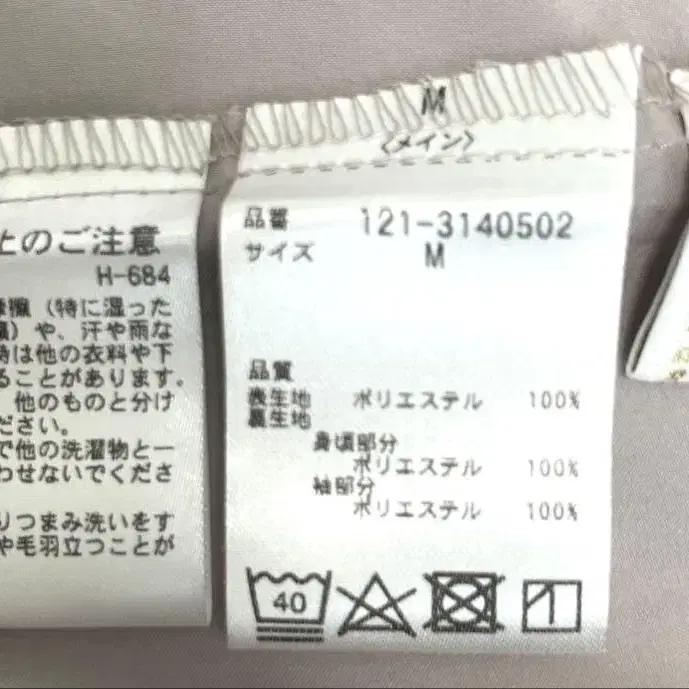 上のご注意
H-684
擦(特に湿った
や、汗や雨な
時は他の衣料や下
ることがあります。
他のものと分け
ださい。
で他の洗濯物と一
わせないでくださ
りつまみ洗いをす
や毛羽立つことが
M
〈メイン〉
品番 121-3140502
サイズ M
品質
表生地 ポリエステル 100%
裏生地
身頃部分
ポリエステル 100%
袖部分
ポリエステル 100%
40